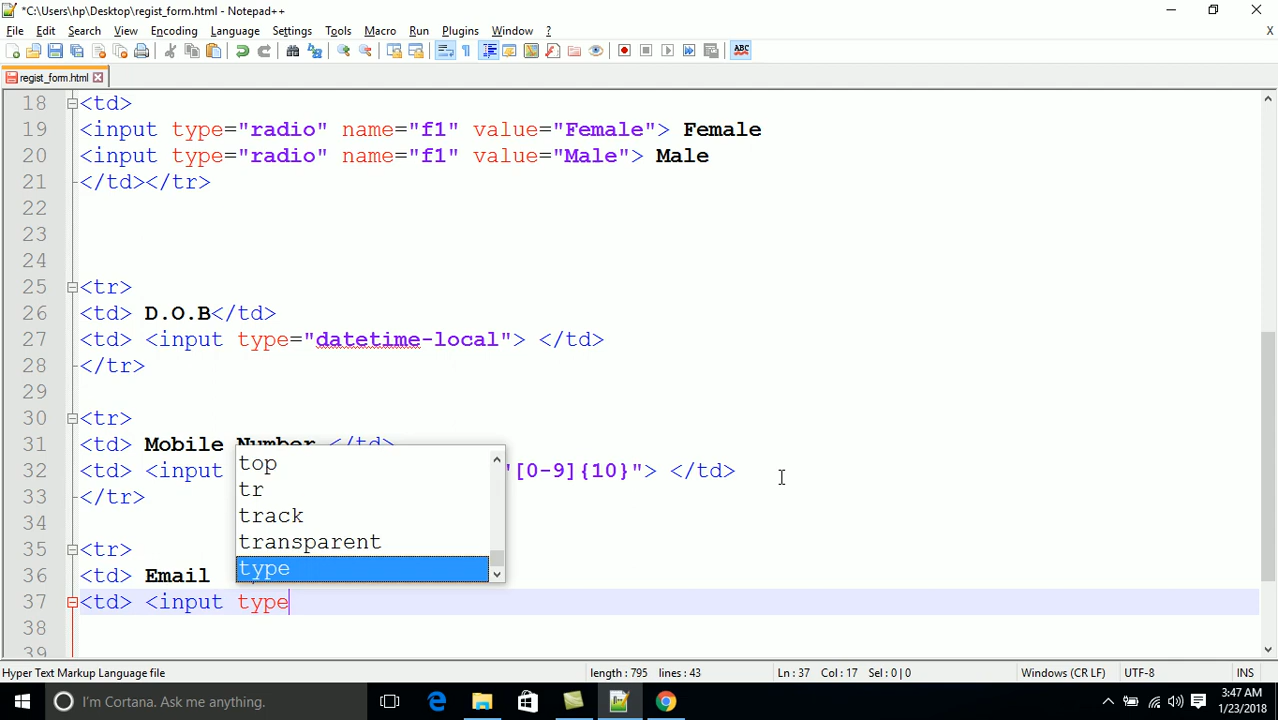 *C:\Users\hp\Desktop\regist_form.html - Notepad++
File Edit Search View Encoding Language Settings Tools Macro Run Plugins Window ? X
ABC
regist_form.html
18 <td>
19 <input type="radio" name="f1" value="Female"> Female
20 <input type="radio" name="f1" value="Male"> Male
21 </td></tr>
22
23
24
25 <tr>
26 <td> D.O.B</td>
27 <td> <input type="datetime-local"> </td>
28 </tr>
29
30 <tr>
31 <td> Mobile Number </td>
32 <td> <input "[0-9]{10}"> </td>
33 </tr>
34
35 <tr>
36 <td> Email
37 <td> <input type
38
39
top
tr
track
transparent
type
Hyper Text Markup Language file length : 795 lines : 43 Ln : 37 Col : 17 Sel : 0 | 0 Windows (CR LF) UTF-8 INS
I'm Cortana. Ask me anything.
3:47 AM
1/23/2018